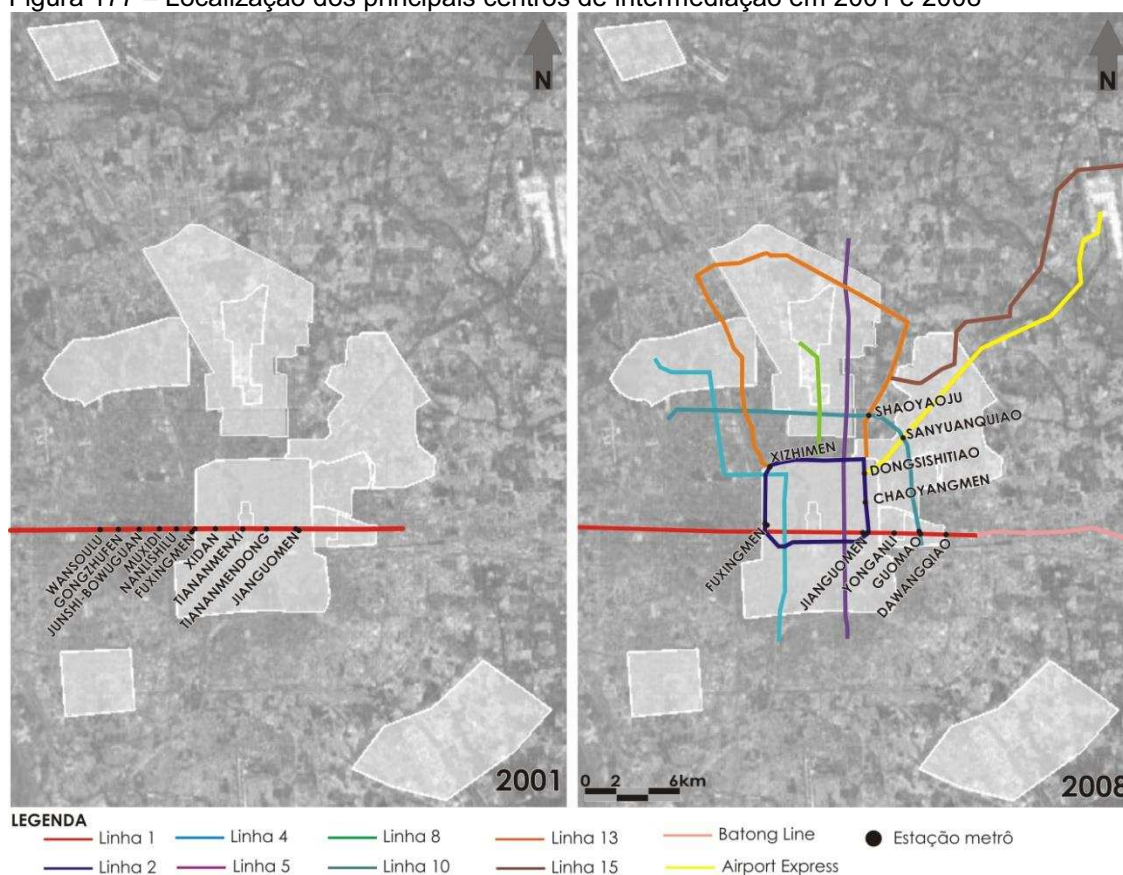 Figura 177 – Localização dos principais centros de intermediação em 2001 e 2008
N
WANSOULU
GONGZHUFEN
JUNSHI-BOWUGUAN
MUXIDI
NANLISHILU
FUXINGMEN
XIDAN
TIANANMENXI
TIANANMENDONG
JIANGUOMEN
2001
N
SHAOYAOJU
SANYUANQUIAO
XIZHIMEN
DONGSISHITIAO
CHAOYANGMEN
FUXINGMEN
JIANGUOMEN
YONGANLI
GUOMAO
DAWANGQIAO
0 2 6km
2008
LEGENDA
Linha 1 Linha 4 Linha 8 Linha 13 Batong Line Estação metrô
Linha 2 Linha 5 Linha 10 Linha 15 Airport Express